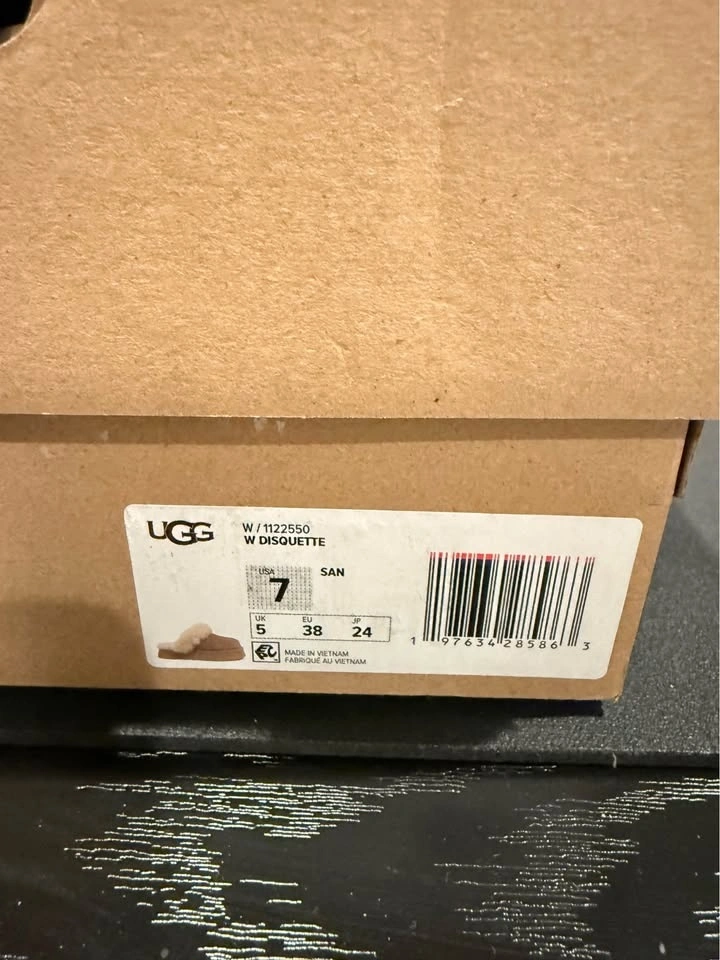 UGG
W / 1122550
W DISQUETTE
USA
7
SAN
UK EU JP
5 38 24
MADE IN VIETNAM
FABRIQUÉ AU VIETNAM
1 97634 28586 3